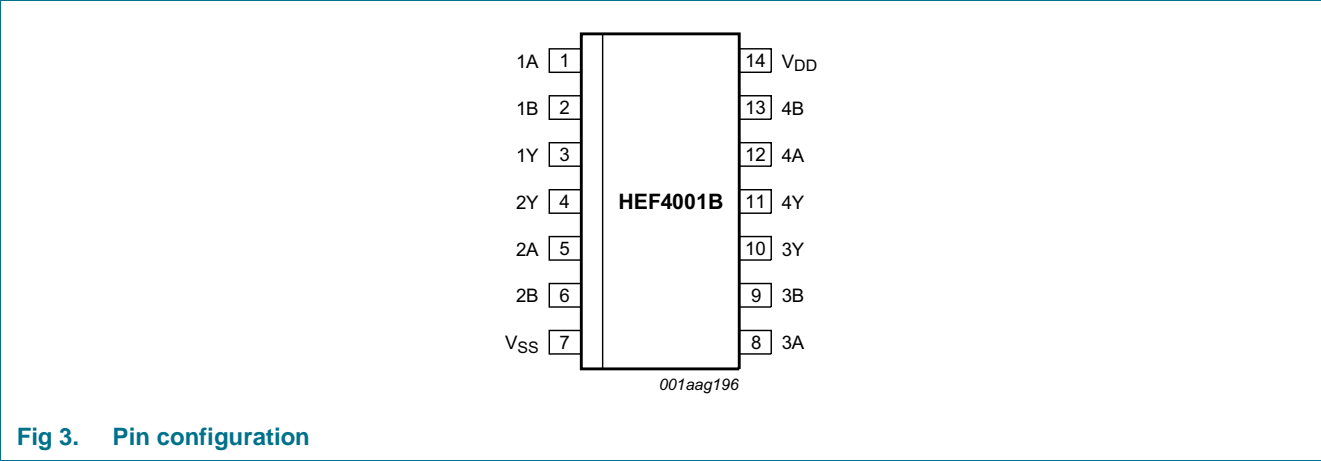 1A 1 14 VDD
1B 2 13 4B
1Y 3 12 4A
2Y 4 HEF4001B 11 4Y
2A 5 10 3Y
2B 6 9 3B
VSS 7 8 3A
001aag196
Fig 3. Pin configuration